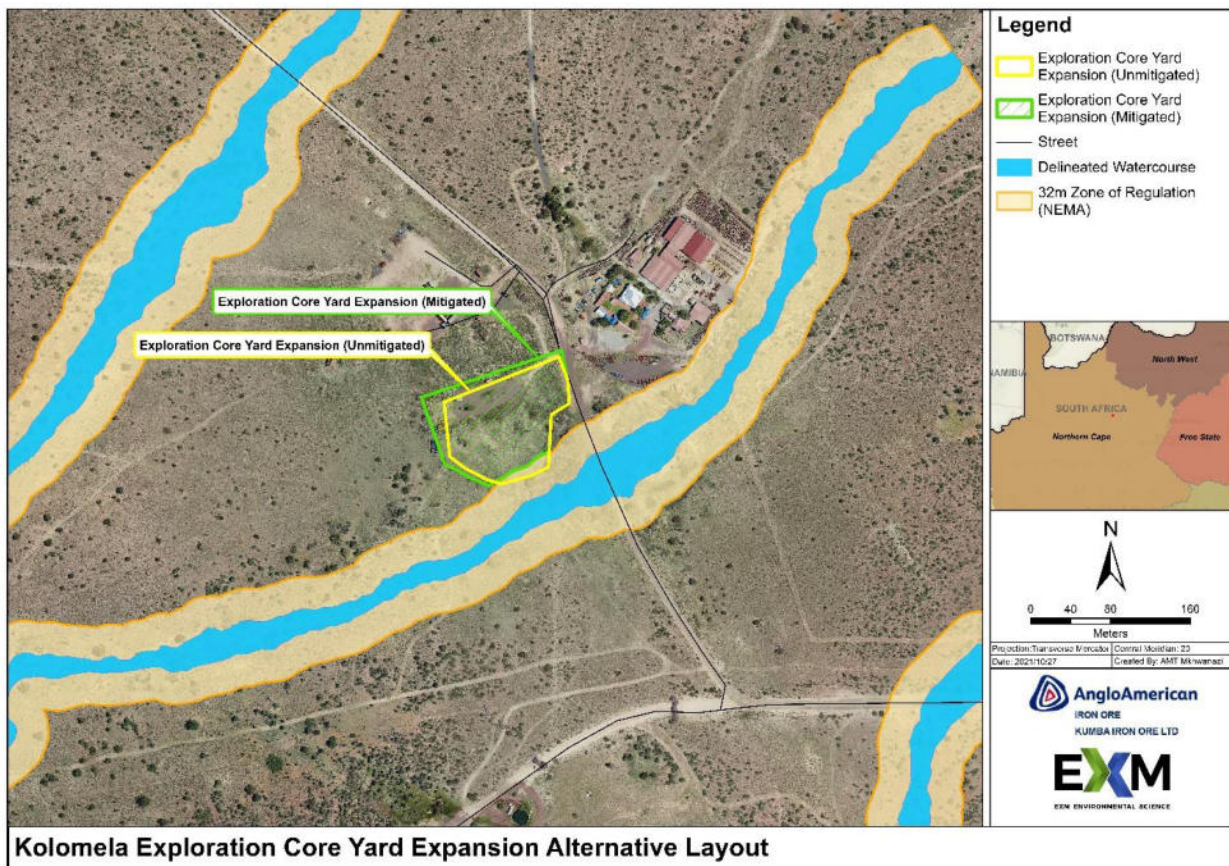 Legend
Exploration Core Yard
Expansion (Unmitigated)
Exploration Core Yard
Expansion (Mitigated)
Street
Delineated Watercourse
32m Zone of Regulation
(NEMA)
Exploration Core Yard Expansion (Mitigated)
Exploration Core Yard Expansion (Unmitigated)
BOTSWANA
North West
NAMIBIA
SOUTH AFRICA
Northern Cape
Free State
N
0 40 80 160
Meters
Projection:Transverse Mercator Central Meridian: 23
Date: 2021/10/27 Created By: AMT Mkhwanazi
AngloAmerican
IRON ORE
KUMBA IRON ORE LTD
EXM
EXM ENVIRONMENTAL SCIENCE
Kolomela Exploration Core Yard Expansion Alternative Layout